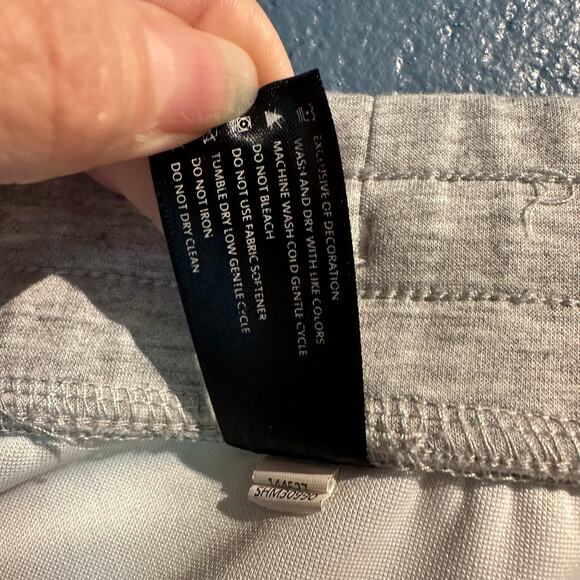 EXCLUSIVE OF DECORATION
WASH AND DRY WITH LIKE COLORS
MACHINE WASH COLD GENTLE CYCLE
DO NOT BLEACH
DO NOT USE FABRIC SOFTENER
TUMBLE DRY LOW GENTLE CYCLE
DO NOT IRON
DO NOT DRY CLEAN
SHM30990